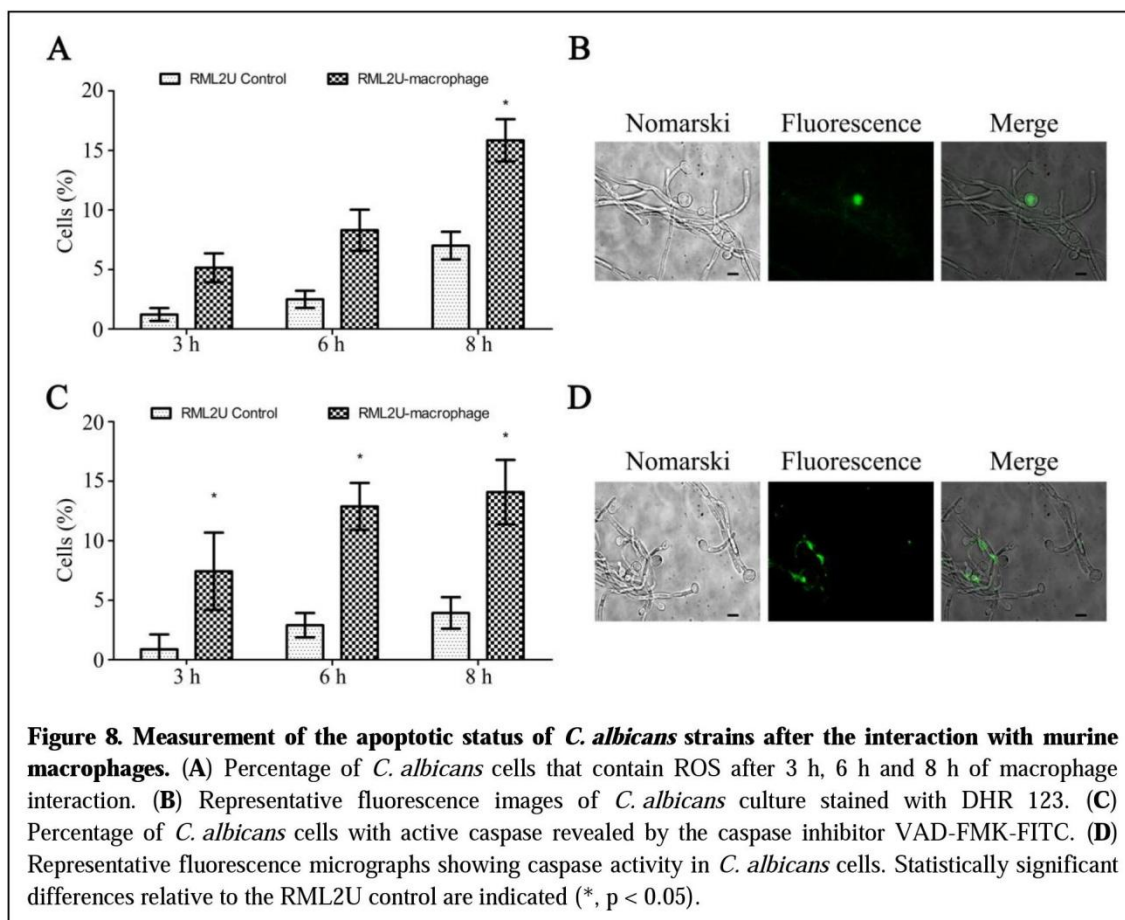 A
RML2U Control RML2U-macrophage
Cells (%)
20
15
10
5
0
*
3 h 6 h 8 h
B
Nomarski Fluorescence Merge
C
RML2U Control RML2U-macrophage
Cells (%)
20
15
10
5
0
* * *
3 h 6 h 8 h
D
Nomarski Fluorescence Merge
Figure 8. Measurement of the apoptotic status of C. albicans strains after the interaction with murine
macrophages. (A) Percentage of C. albicans cells that contain ROS after 3 h, 6 h and 8 h of macrophage
interaction. (B) Representative fluorescence images of C. albicans culture stained with DHR 123. (C)
Percentage of C. albicans cells with active caspase revealed by the caspase inhibitor VAD-FMK-FITC. (D)
Representative fluorescence micrographs showing caspase activity in C. albicans cells. Statistically significant
differences relative to the RML2U control are indicated (*, p < 0.05).